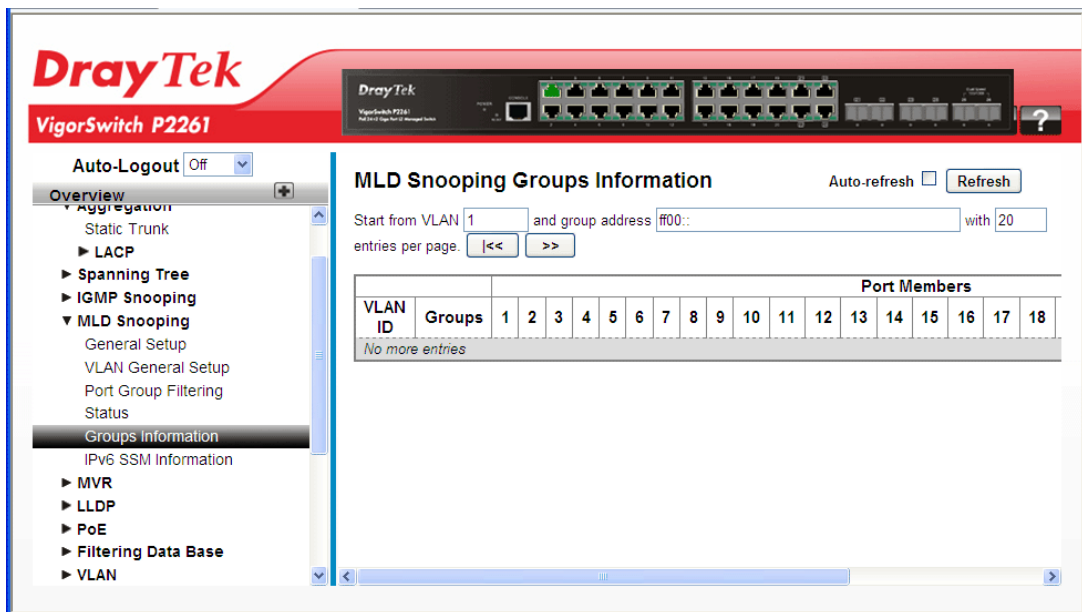 DrayTek
VigorSwitch P2261
DrayTek
VigorSwitch P2261
?
Auto-Logout Off
Overview
Aggregation
Static Trunk
LACP
Spanning Tree
IGMP Snooping
MLD Snooping
General Setup
VLAN General Setup
Port Group Filtering
Status
Groups Information
IPv6 SSM Information
MVR
LLDP
PoE
Filtering Data Base
VLAN
MLD Snooping Groups Information
Auto-refresh Refresh
Start from VLAN 1 and group address ff00:: with 20
entries per page. |<< >>
Port Members
VLAN ID Groups 1 2 3 4 5 6 7 8 9 10 11 12 13 14 15 16 17 18
No more entries